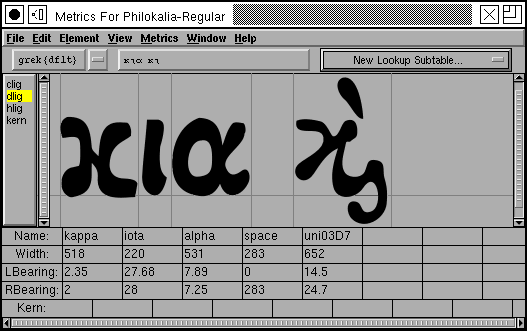 Metrics For Philokalia-Regular
File Edit Element View Metrics Window Help
grek{dflt} κια ϗ New Lookup Subtable...
clig
dlig
hlig
kern
κια ϗ
Name: kappa iota alpha space uni03D7
Width: 518 220 531 283 652
LBearing: 2.35 27.68 7.89 0 14.5
RBearing: 2 28 7.25 283 24.7
Kern: